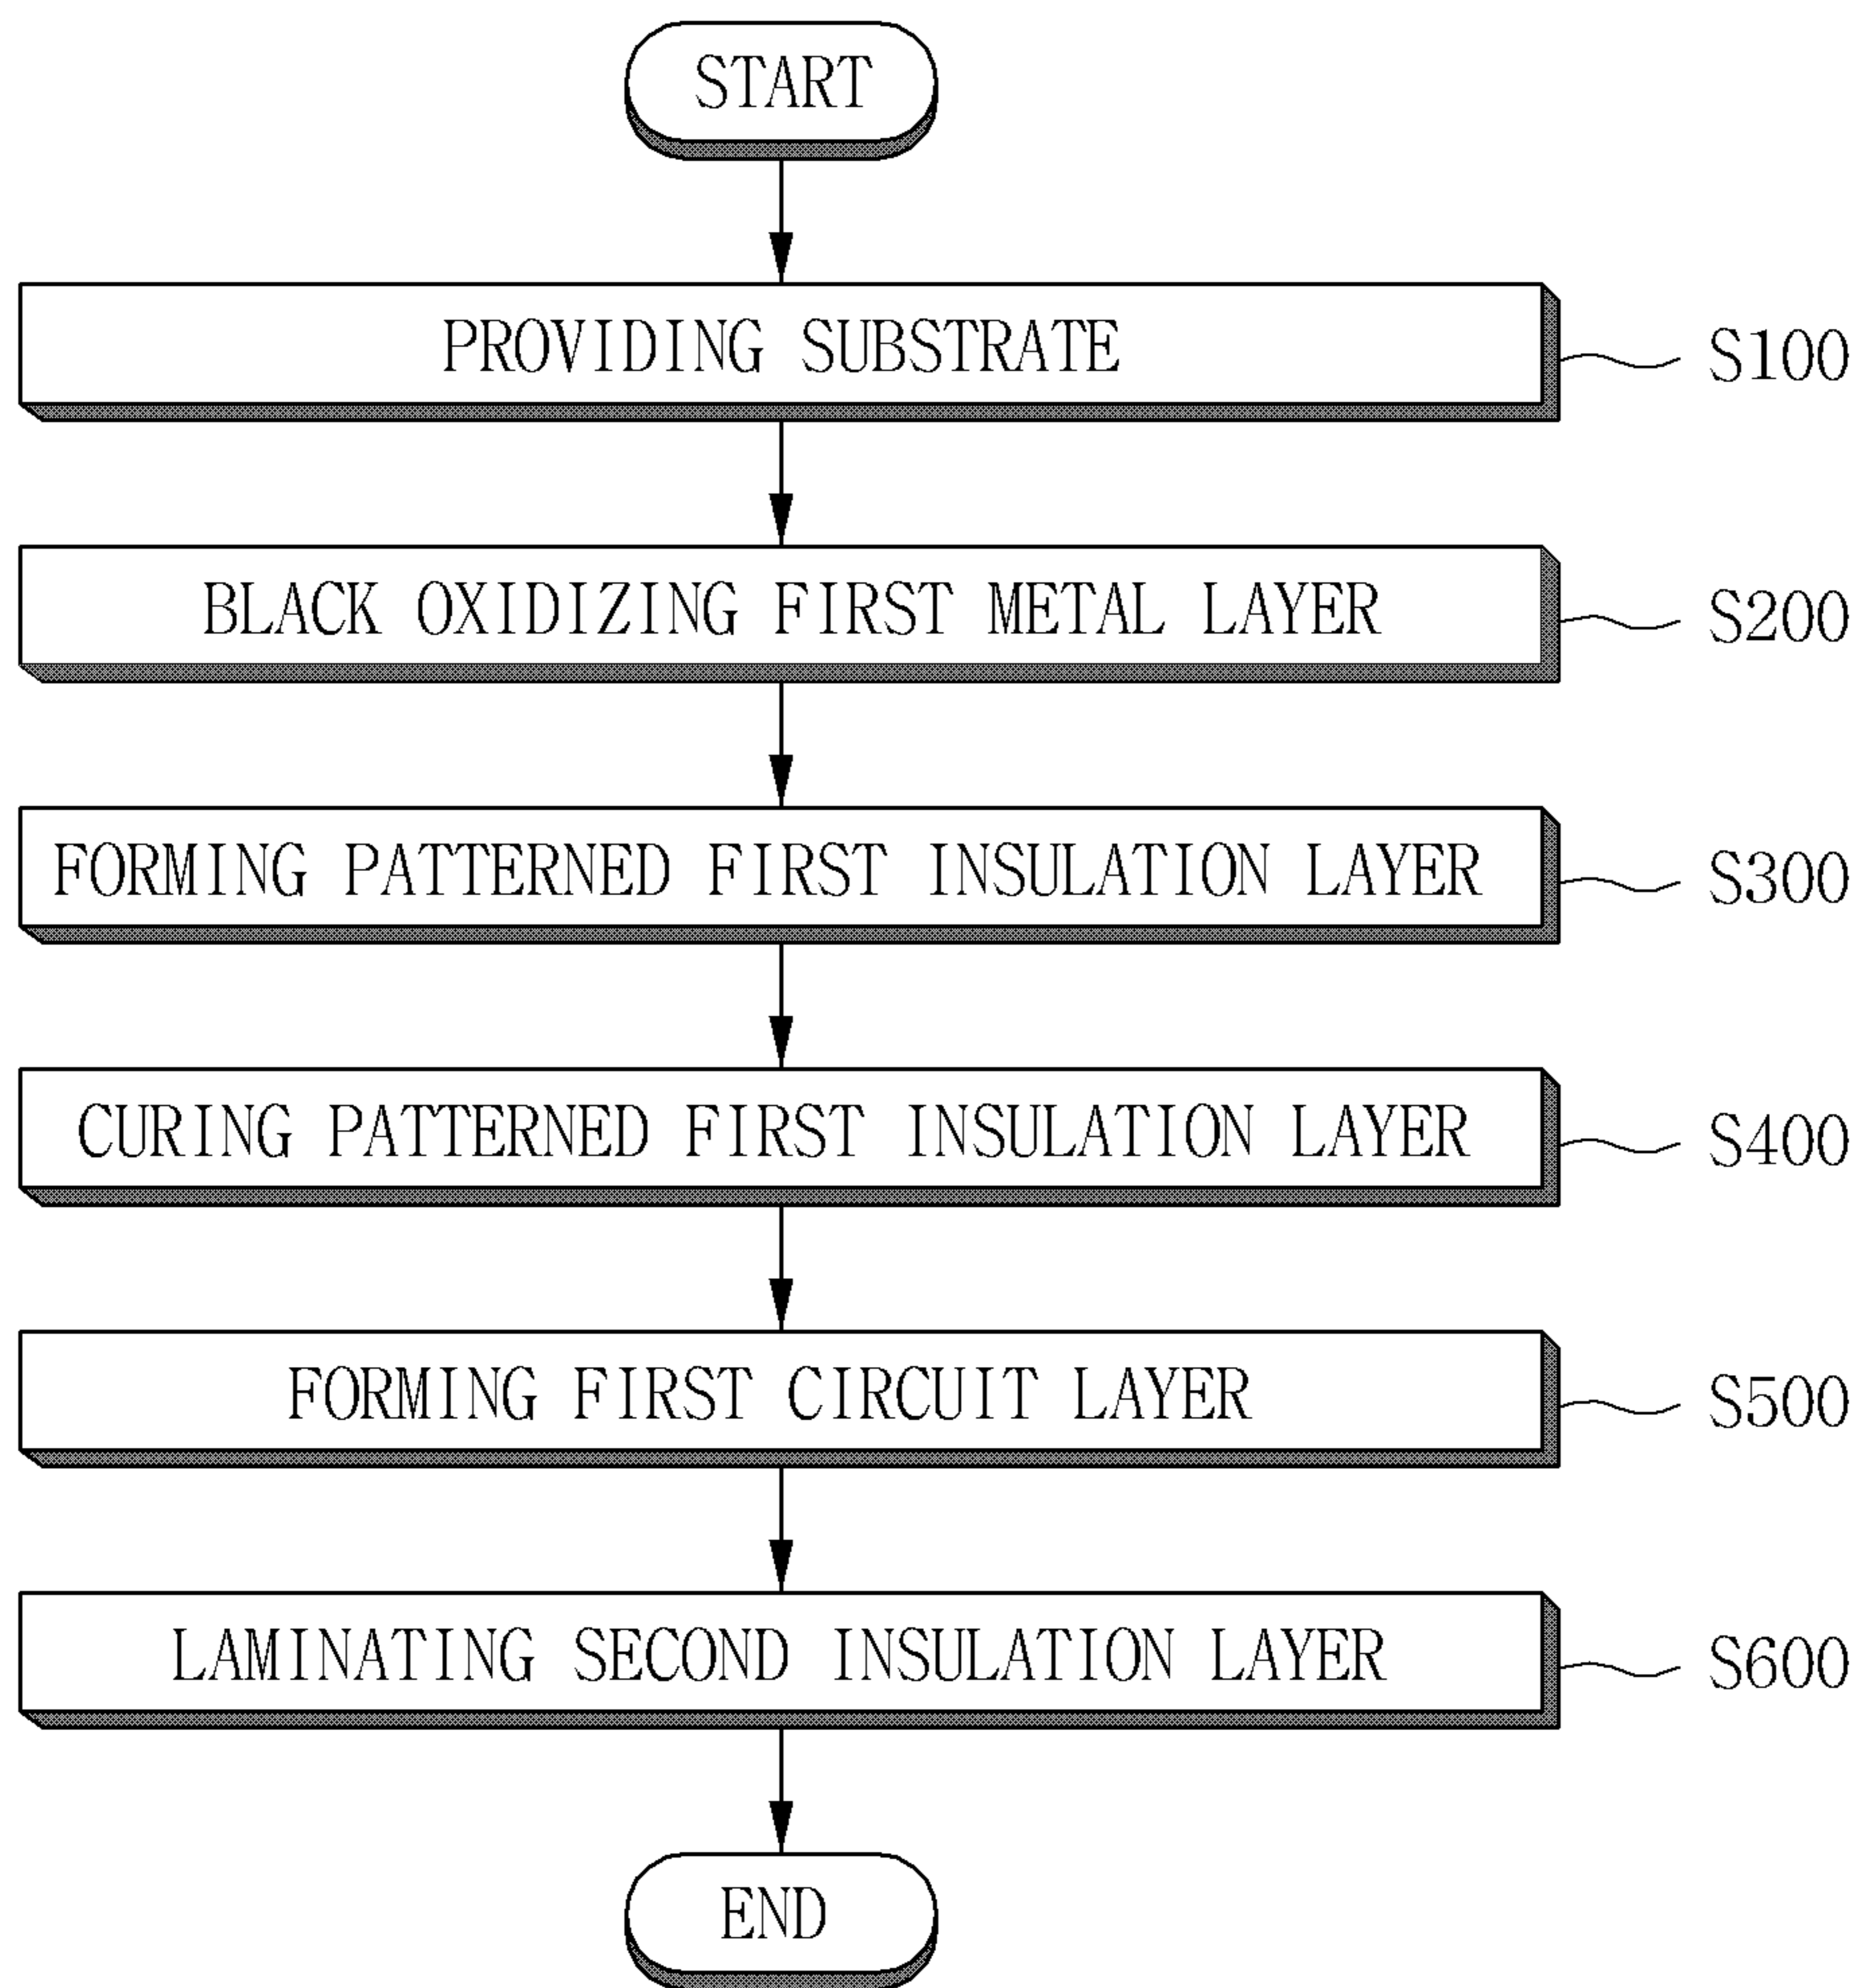 START
PROVIDING SUBSTRATE
S100
BLACK OXIDIZING FIRST METAL LAYER
S200
FORMING PATTERNED FIRST INSULATION LAYER
S300
CURING PATTERNED FIRST INSULATION LAYER
S400
FORMING FIRST CIRCUIT LAYER
S500
LAMINATING SECOND INSULATION LAYER
S600
END